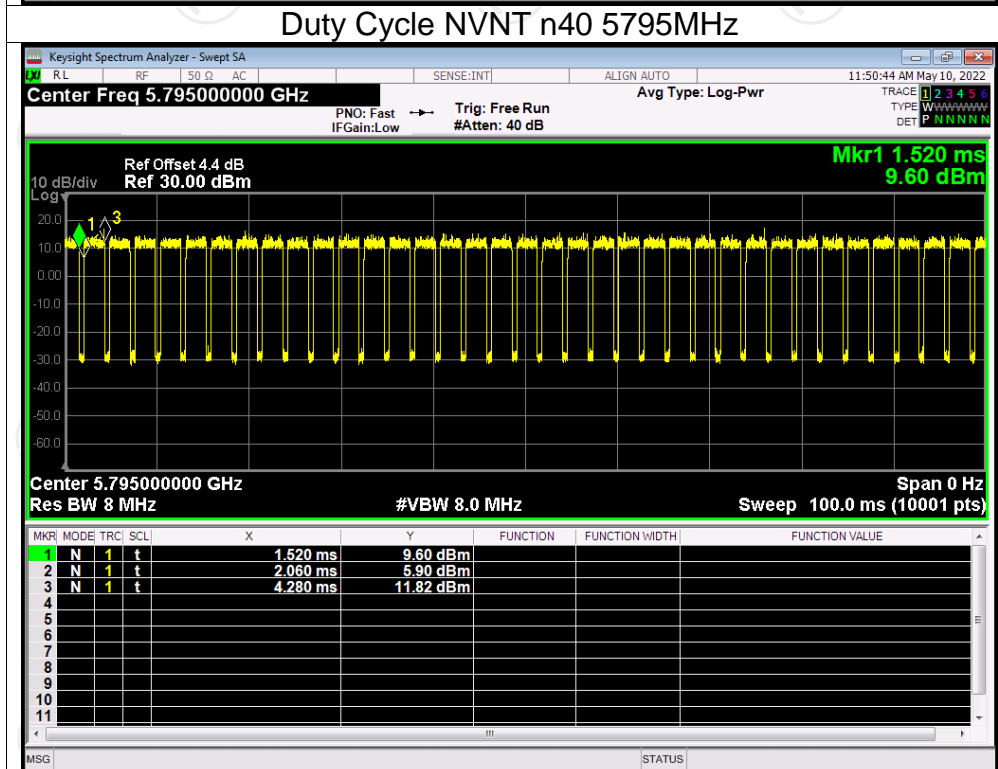 Duty Cycle NVNT n40 5795MHz
Keysight Spectrum Analyzer - Swept SA
LXI RL RF 50 Ω AC SENSE:INT ALIGN AUTO 11:50:44 AM May 10, 2022
Center Freq 5.795000000 GHz Avg Type: Log-Pwr TRACE 1 2 3 4 5 6
PNO: Fast Trig: Free Run TYPE WWWWWW
IFGain:Low #Atten: 40 dB DET P N N N N N
Mkr1 1.520 ms
Ref Offset 4.4 dB 9.60 dBm
10 dB/div Ref 30.00 dBm
Log
20.0
1 3
10.0
0.00
-10.0
-20.0
-30.0
-40.0
-50.0
-60.0
Center 5.795000000 GHz Span 0 Hz
Res BW 8 MHz #VBW 8.0 MHz Sweep 100.0 ms (10001 pts)
MKR MODE TRC SCL X Y FUNCTION FUNCTION WIDTH FUNCTION VALUE
1 N 1 t 1.520 ms 9.60 dBm
2 N 1 t 2.060 ms 5.90 dBm
3 N 1 t 4.280 ms 11.82 dBm
4
5
6
7
8
9
10
11
MSG STATUS